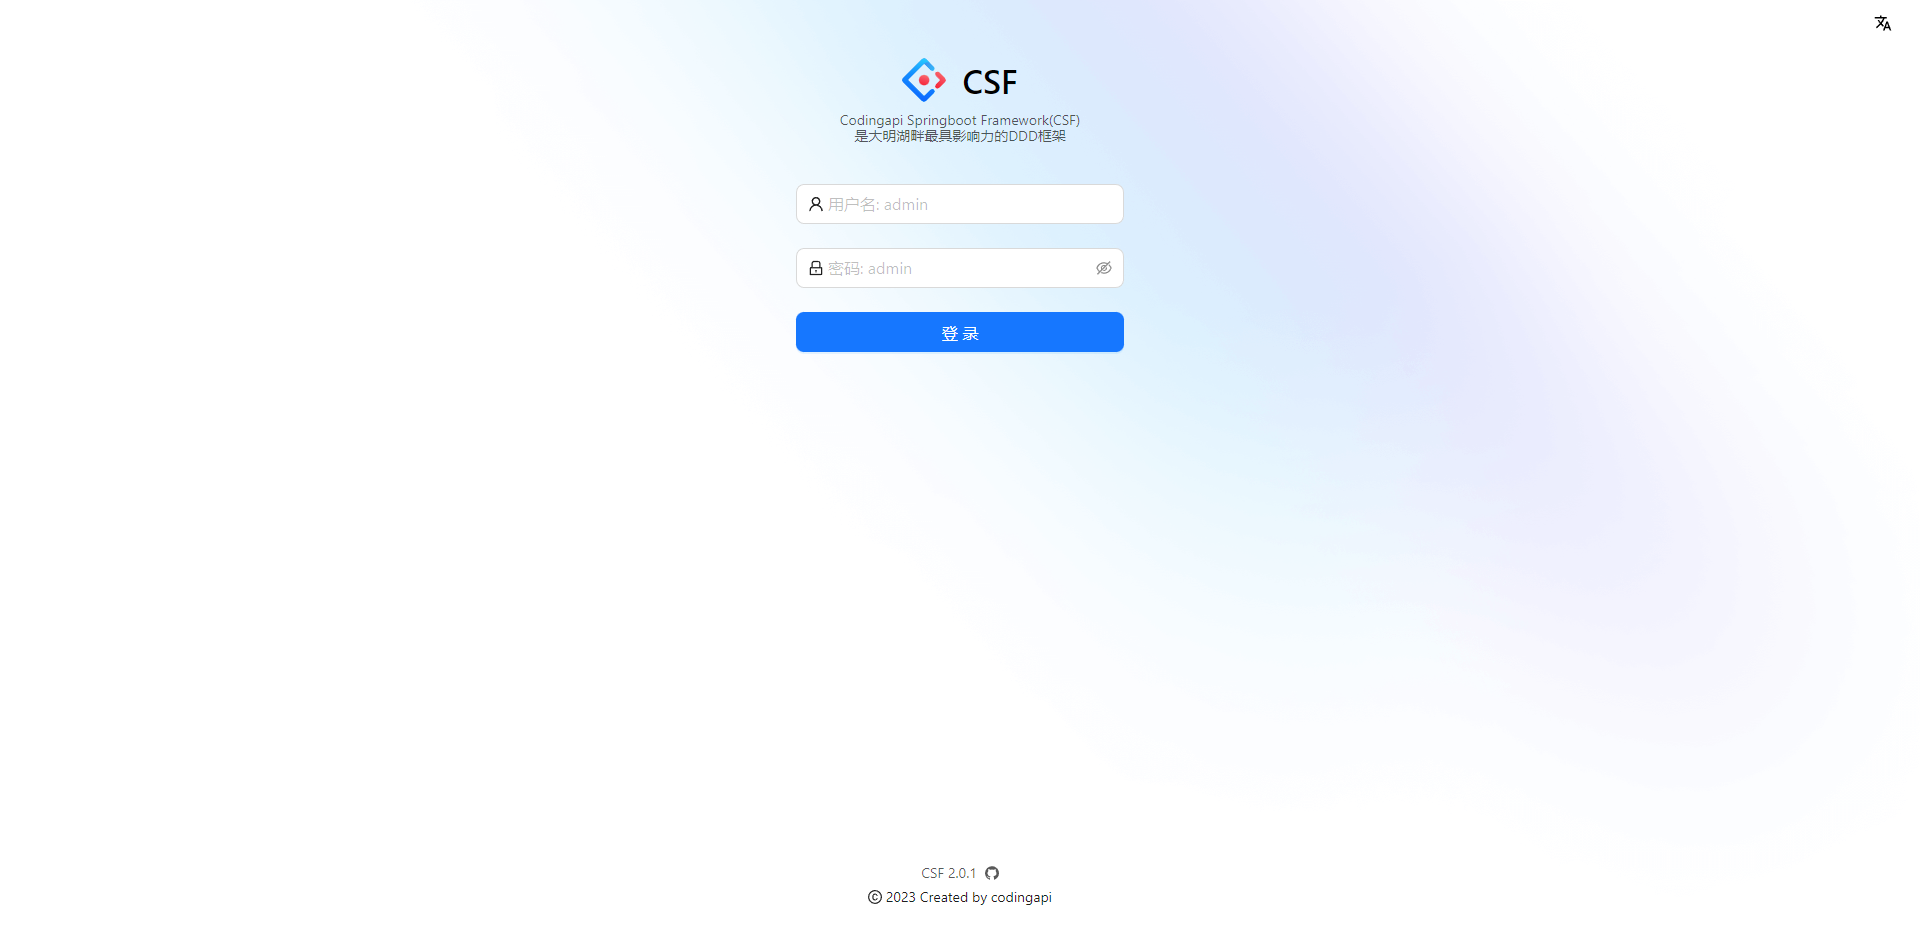 CSF
Codingapi Springboot Framework(CSF)
是大明湖畔最具影响力的DDD框架
用户名: admin
密码: admin
登 录
CSF 2.0.1
© 2023 Created by codingapi